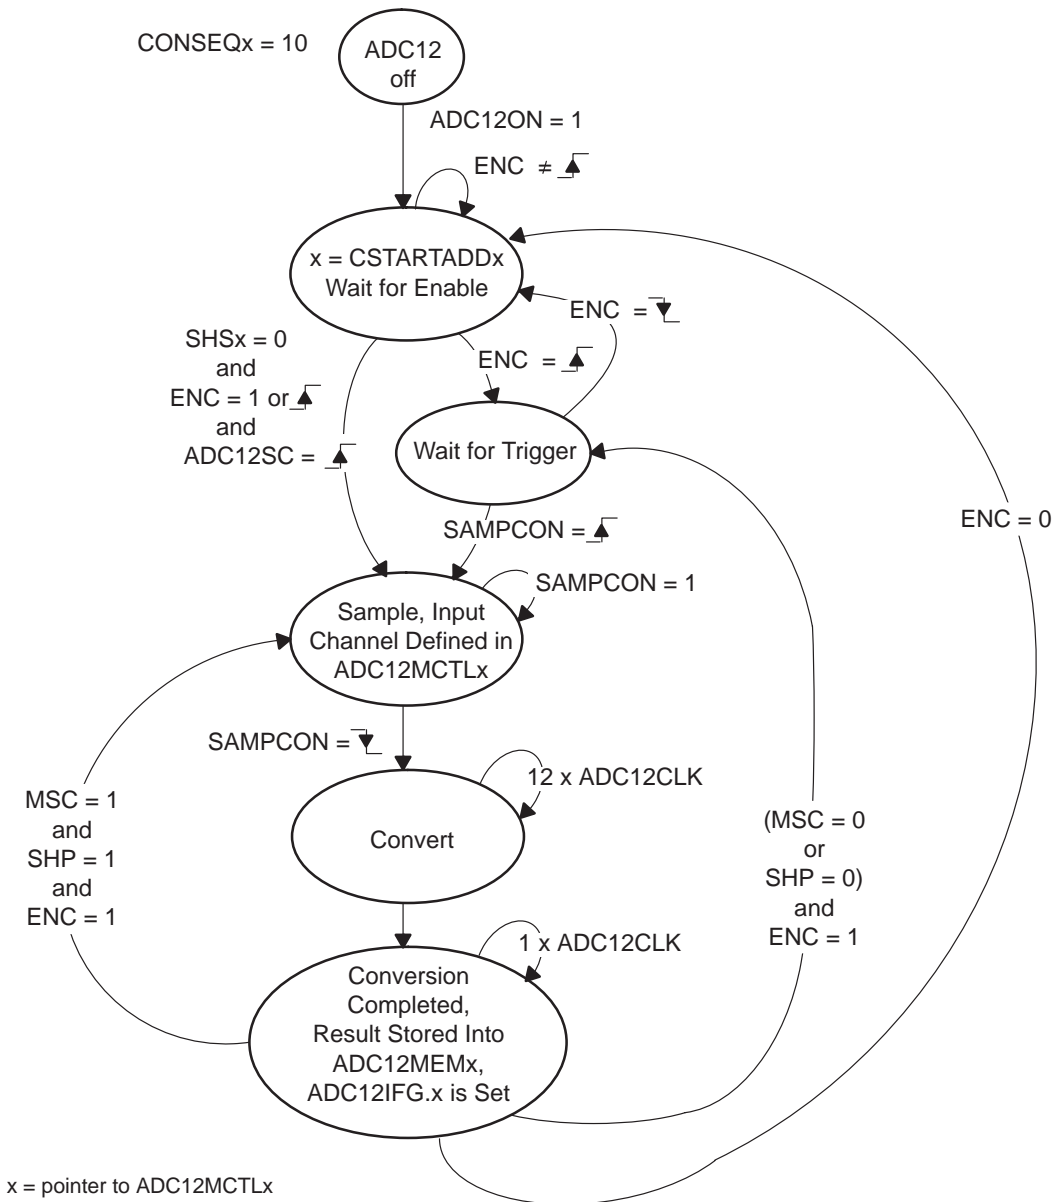 CONSEQx = 10
ADC12
off
ADC12ON = 1
ENC ≠
x = CSTARTADDx
Wait for Enable
ENC =
SHSx = 0
and
ENC = 1 or
and
ADC12SC =
ENC =
Wait for Trigger
ENC = 0
SAMPCON =
SAMPCON = 1
Sample, Input
Channel Defined in
ADC12MCTLx
SAMPCON =
12 x ADC12CLK
MSC = 1
and
SHP = 1
and
ENC = 1
Convert
(MSC = 0
or
SHP = 0)
and
ENC = 1
1 x ADC12CLK
Conversion
Completed,
Result Stored Into
ADC12MEMx,
ADC12IFG.x is Set
x = pointer to ADC12MCTLx